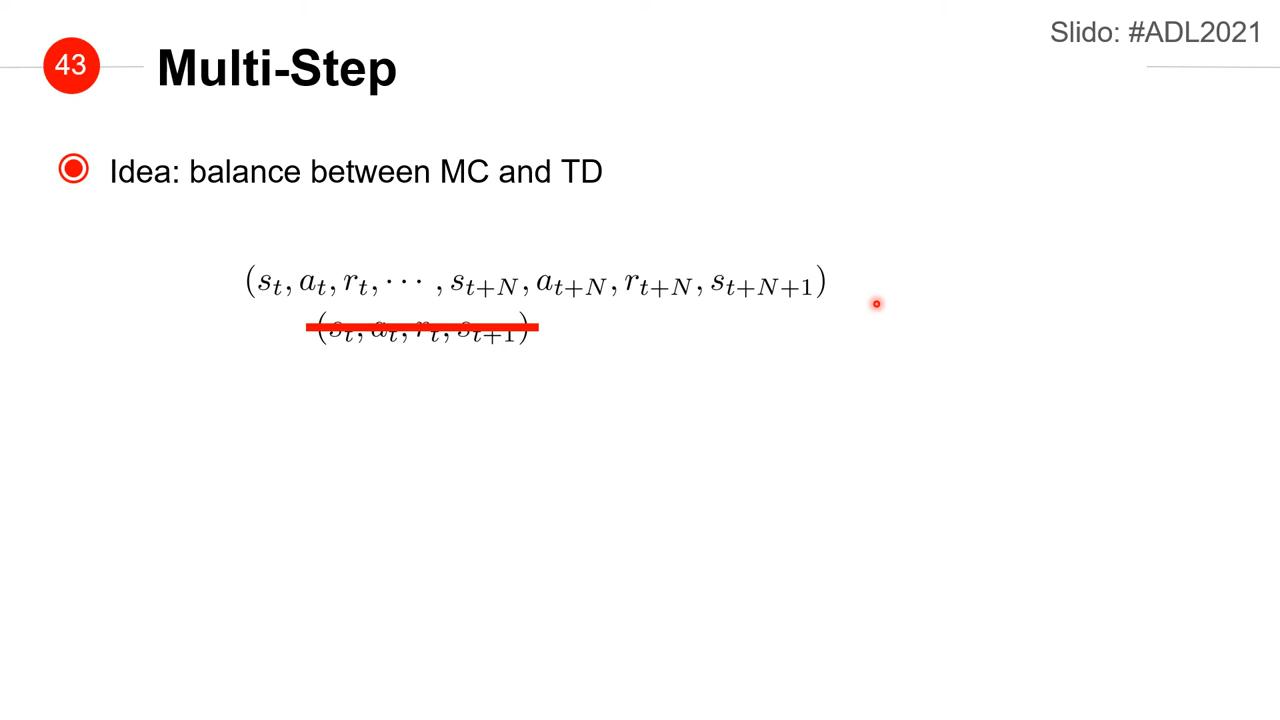 Slido: #ADL2021
43
Multi-Step
Idea: balance between MC and TD
(s_t, a_t, r_t, ⋯ , s_{t+N}, a_{t+N}, r_{t+N}, s_{t+N+1})
(s_t, a_t, r_t, s_{t+1})